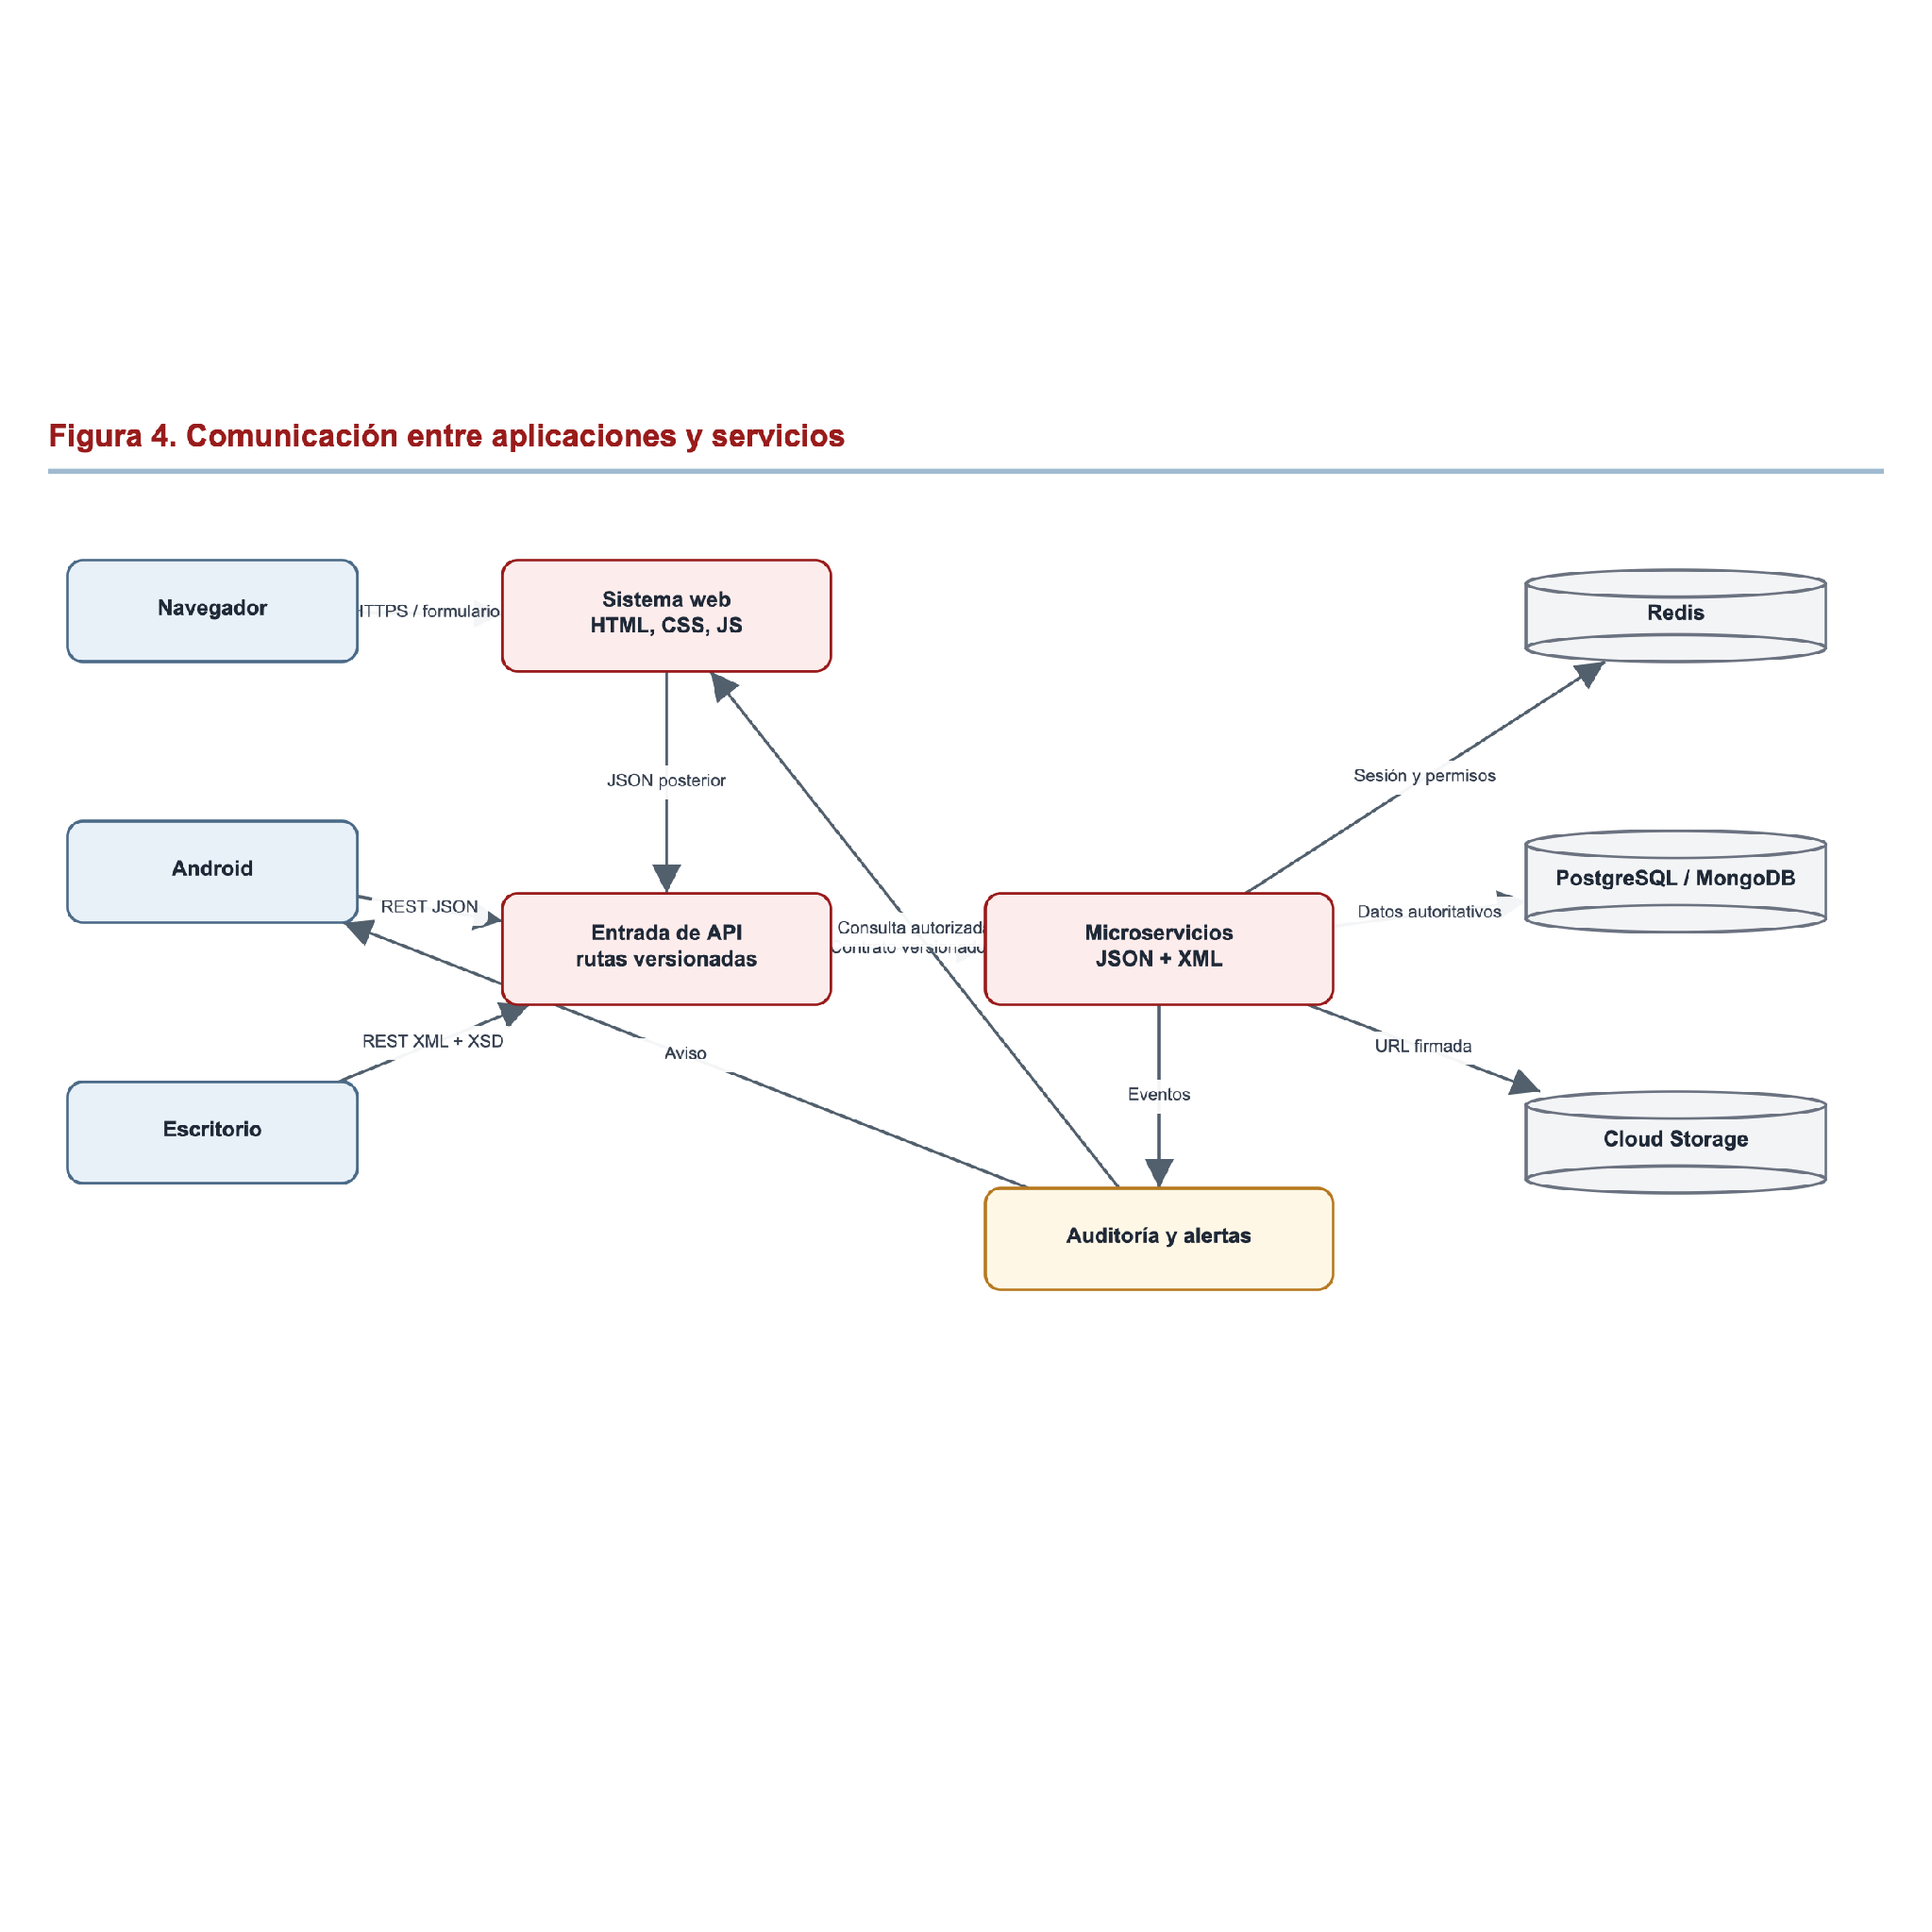 Figura 4. Comunicación entre aplicaciones y servicios
Navegador
HTTPS / formulario
Sistema web
HTML, CSS, JS
Redis
JSON posterior
Sesión y permisos
Android
REST JSON
Entrada de API
rutas versionadas
Consulta autorizada
Contrato versionado
Microservicios
JSON + XML
Datos autoritativos
PostgreSQL / MongoDB
REST XML + XSD
Aviso
Eventos
URL firmada
Escritorio
Cloud Storage
Auditoría y alertas